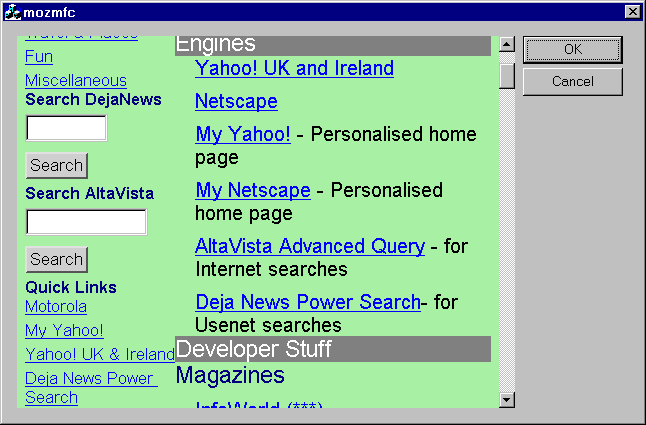 mozmfc
Travel & Places
Fun
Miscellaneous
Search DejaNews
Search
Search AltaVista
Search
Quick Links
Motorola
My Yahoo!
Yahoo! UK & Ireland
Deja News Power
Search
Engines
Yahoo! UK and Ireland
Netscape
My Yahoo! - Personalised home
page
My Netscape - Personalised
home page
AltaVista Advanced Query - for
Internet searches
Deja News Power Search- for
Usenet searches
Developer Stuff
Magazines
InfoWorld (***)
OK
Cancel